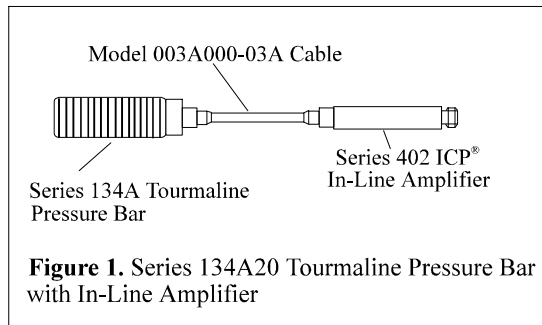 Model 003A000-03A Cable
Series 402 ICP®
In-Line Amplifier
Series 134A Tourmaline
Pressure Bar
Figure 1. Series 134A20 Tourmaline Pressure Bar
with In-Line Amplifier